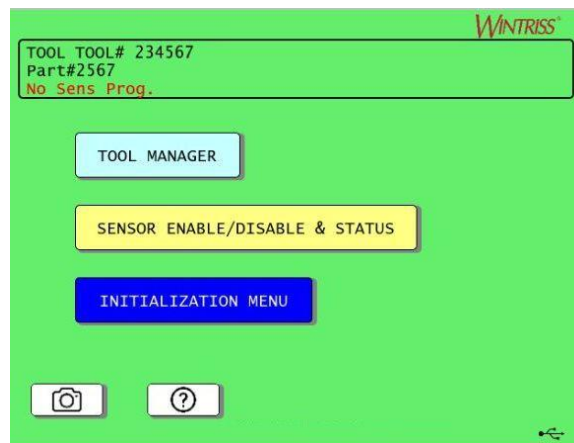 WINTRISS
TOOL TOOL# 234567
Part#2567
No Sens Prog.
TOOL MANAGER
SENSOR ENABLE/DISABLE & STATUS
INITIALIZATION MENU
?